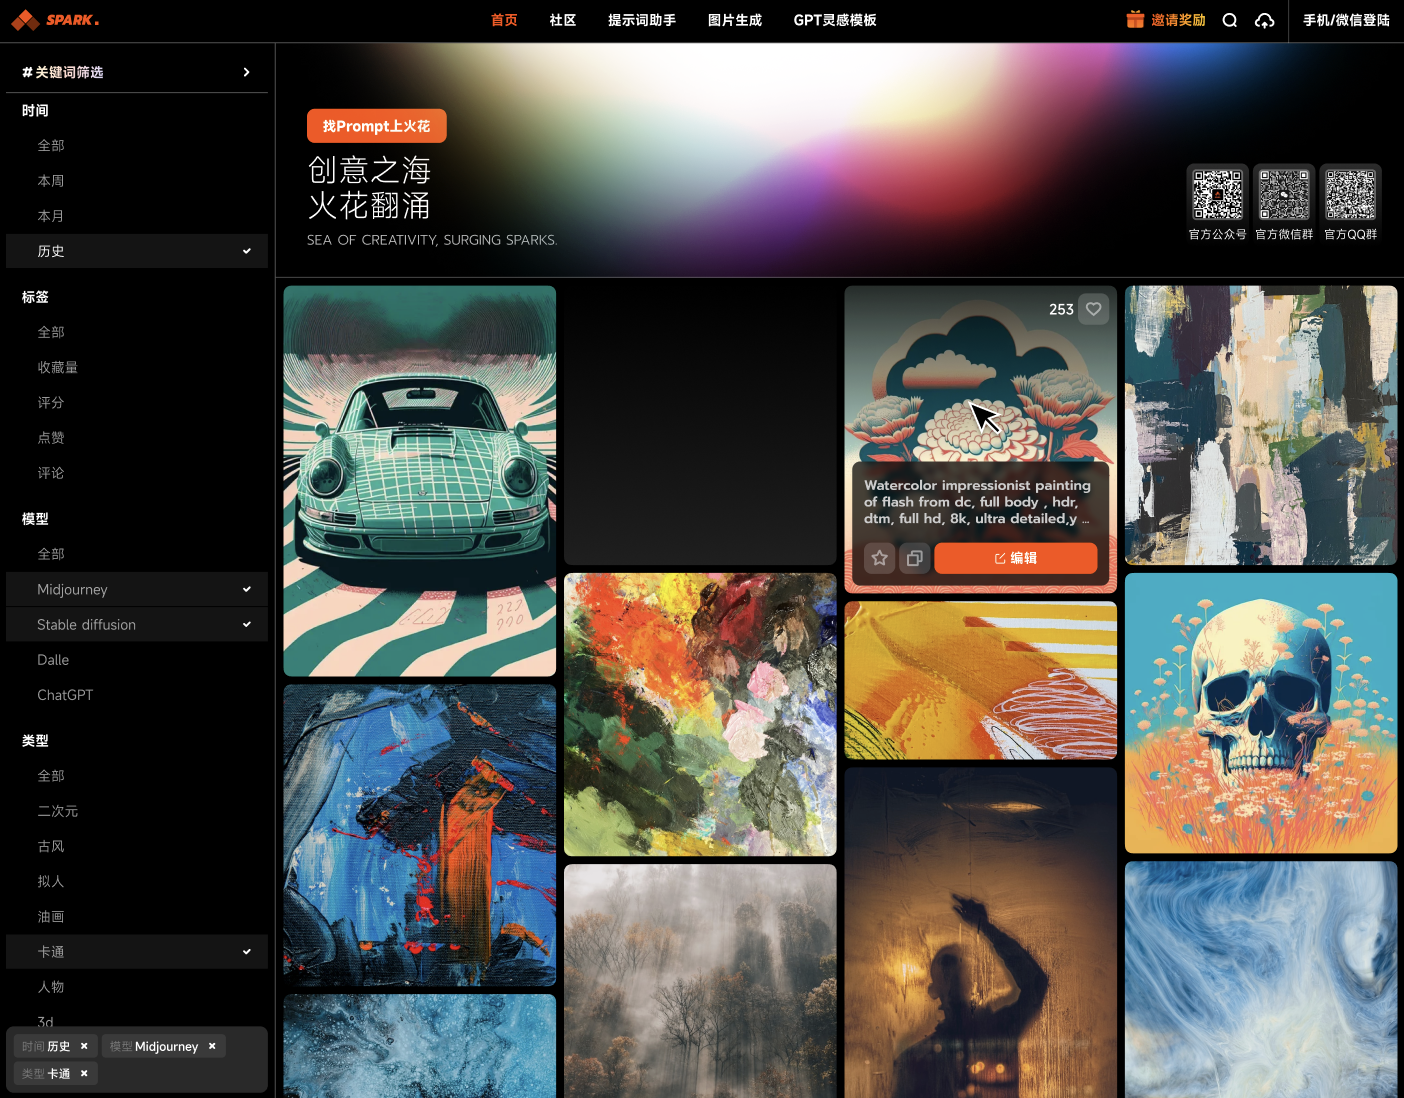 SPARK.
首页
社区
提示词助手
图片生成
GPT灵感模板
邀请奖励
手机/微信登陆
#关键词筛选
时间
全部
本周
本月
历史
标签
全部
收藏量
评分
点赞
评论
模型
全部
Midjourney
Stable diffusion
Dalle
ChatGPT
类型
全部
二次元
古风
拟人
油画
卡通
人物
3d
时间 历史
模型 Midjourney
类型 卡通
找Prompt上火花
创意之海
火花翻涌
SEA OF CREATIVITY, SURGING SPARKS.
官方公众号
官方微信群
官方QQ群
253
Watercolor impressionist painting
of flash from dc, full body , hdr,
dtm, full hd, 8k, ultra detailed,y ...
编辑